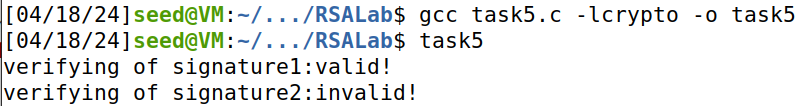 [04/18/24]seed@VM:~/.../RSALab$ gcc task5.c -lcrypto -o task5
[04/18/24]seed@VM:~/.../RSALab$ task5
verifying of signature1:valid!
verifying of signature2:invalid!